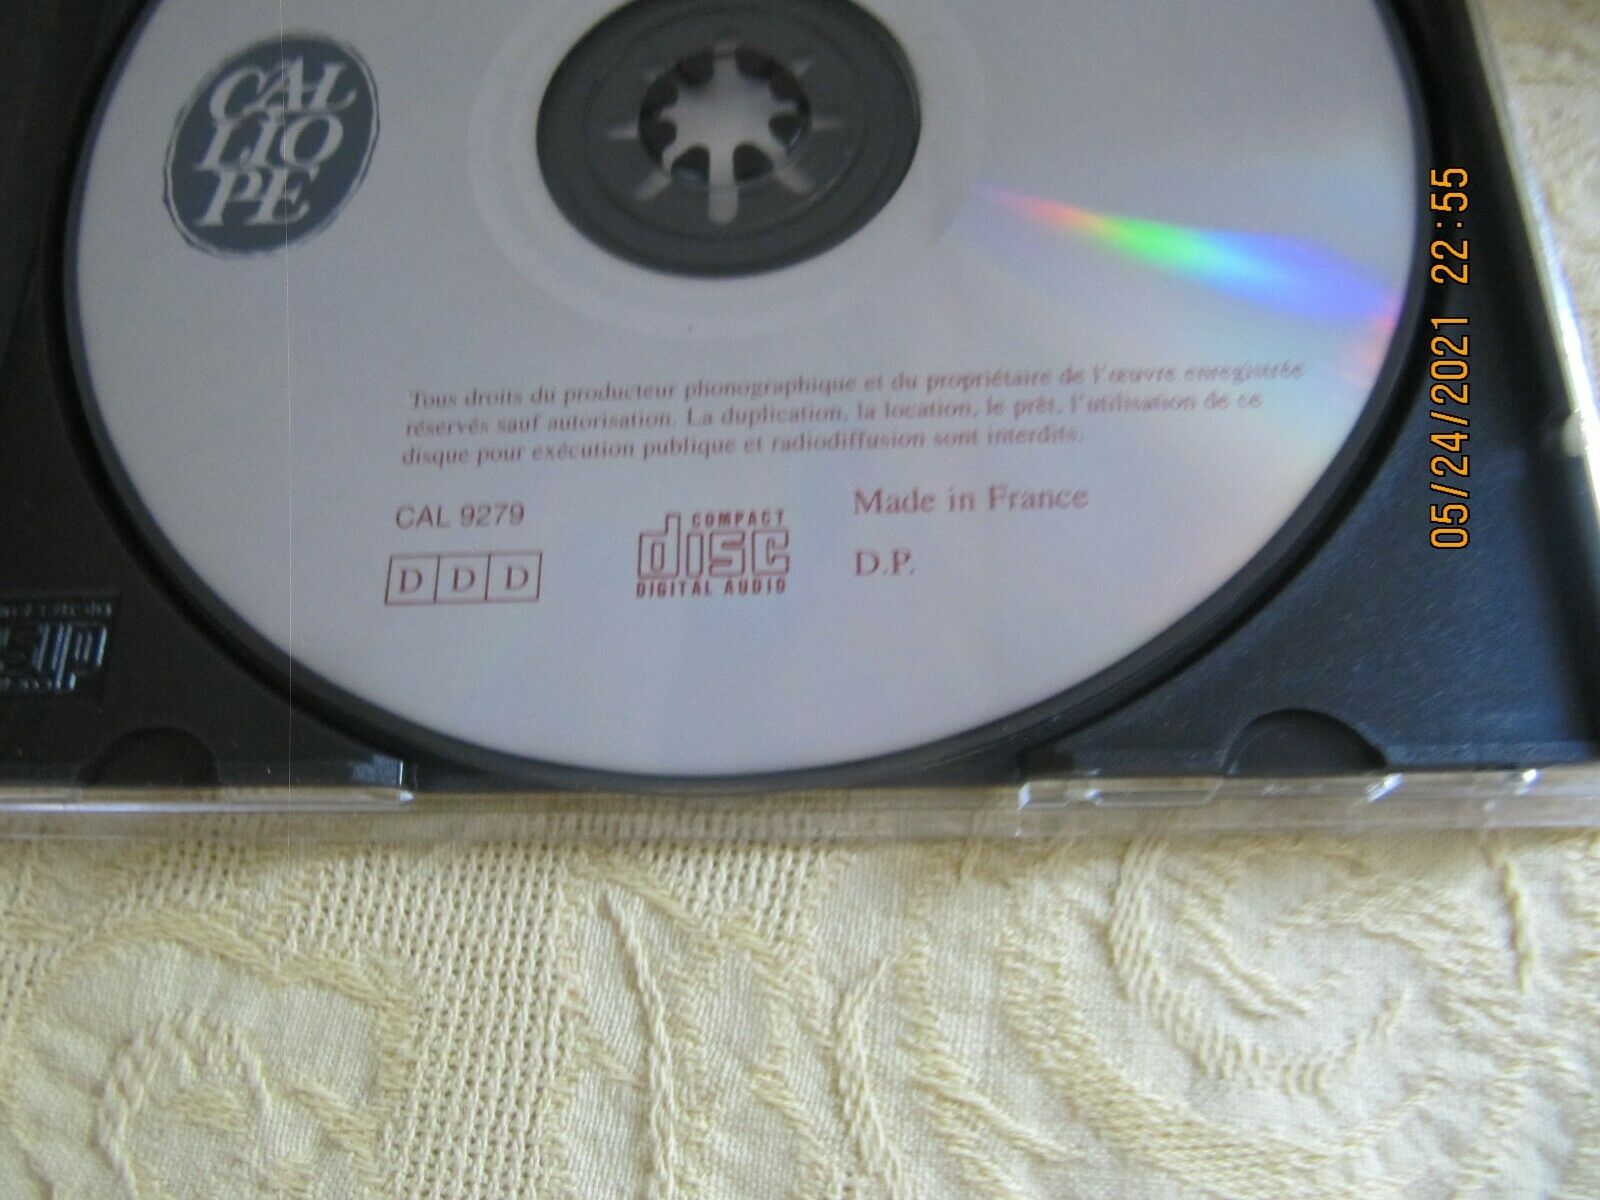 CAL
LIO
PE
Tous droits du producteur phonographique et du propriétaire de l'œuvre enregistrée
réservés sauf autorisation. La duplication, la location, le prêt, l'utilisation de ce
disque pour exécution publique et radiodiffusion sont interdits.
CAL 9279
D D D
COMPACT
disc
DIGITAL AUDIO
Made in France
D.P.
05/24/2021 22:55